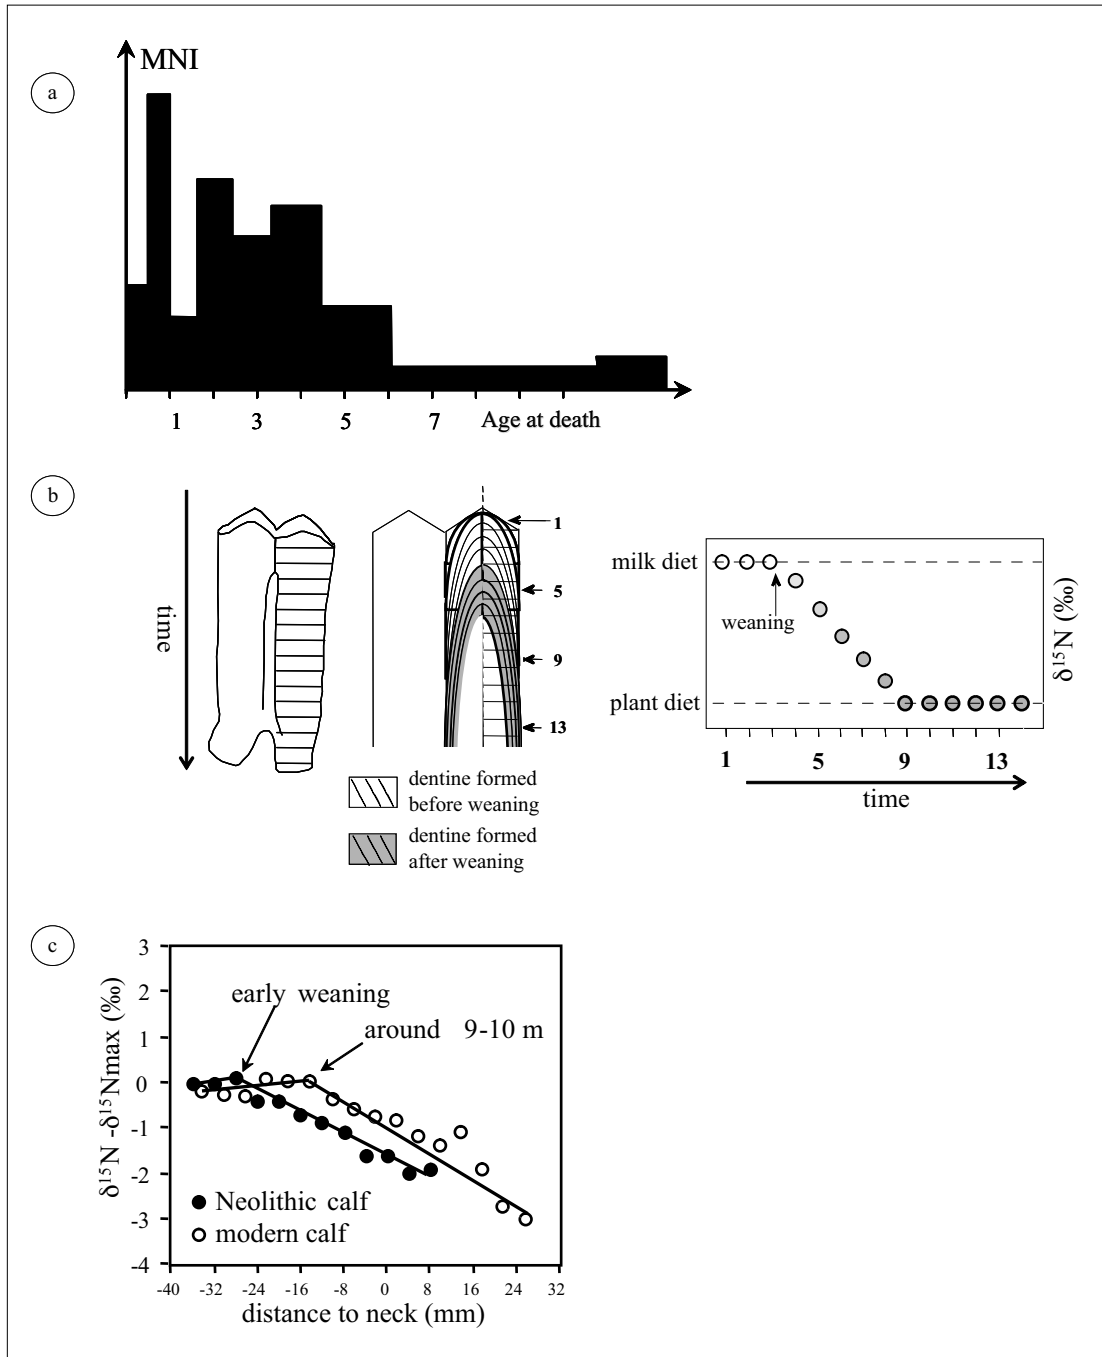 a
MNI
1 3 5 7 Age at death
b
time
1
5
9
13
dentine formed
before weaning
dentine formed
after weaning
milk diet
weaning
plant diet
δ¹⁵N (‰)
1 5 9 13
time
c
δ¹⁵N -δ¹⁵Nmax (‰)
3
2
1
0
-1
-2
-3
-4
early weaning
around 9-10 m
Neolithic calf
modern calf
-40 -32 -24 -16 -8 0 8 16 24 32
distance to neck (mm)